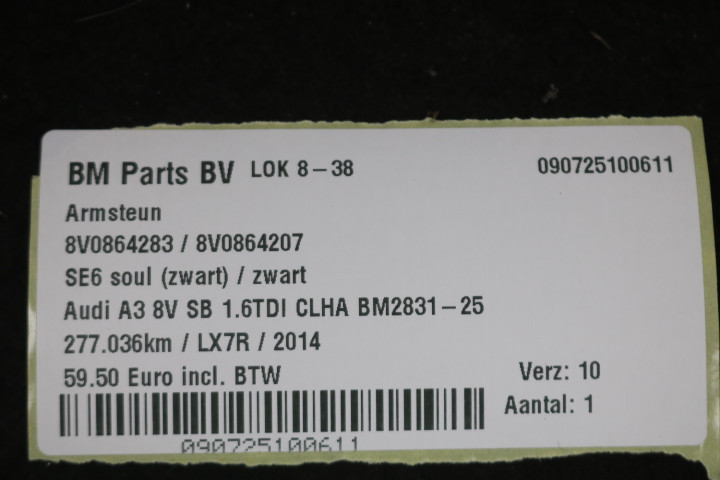 BM Parts BV LOK 8-38 090725100611
Armsteun
8V0864283 / 8V0864207
SE6 soul (zwart) / zwart
Audi A3 8V SB 1.6TDI CLHA BM2831-25
277.036km / LX7R / 2014
59.50 Euro incl. BTW Verz: 10
Aantal: 1
090725100611